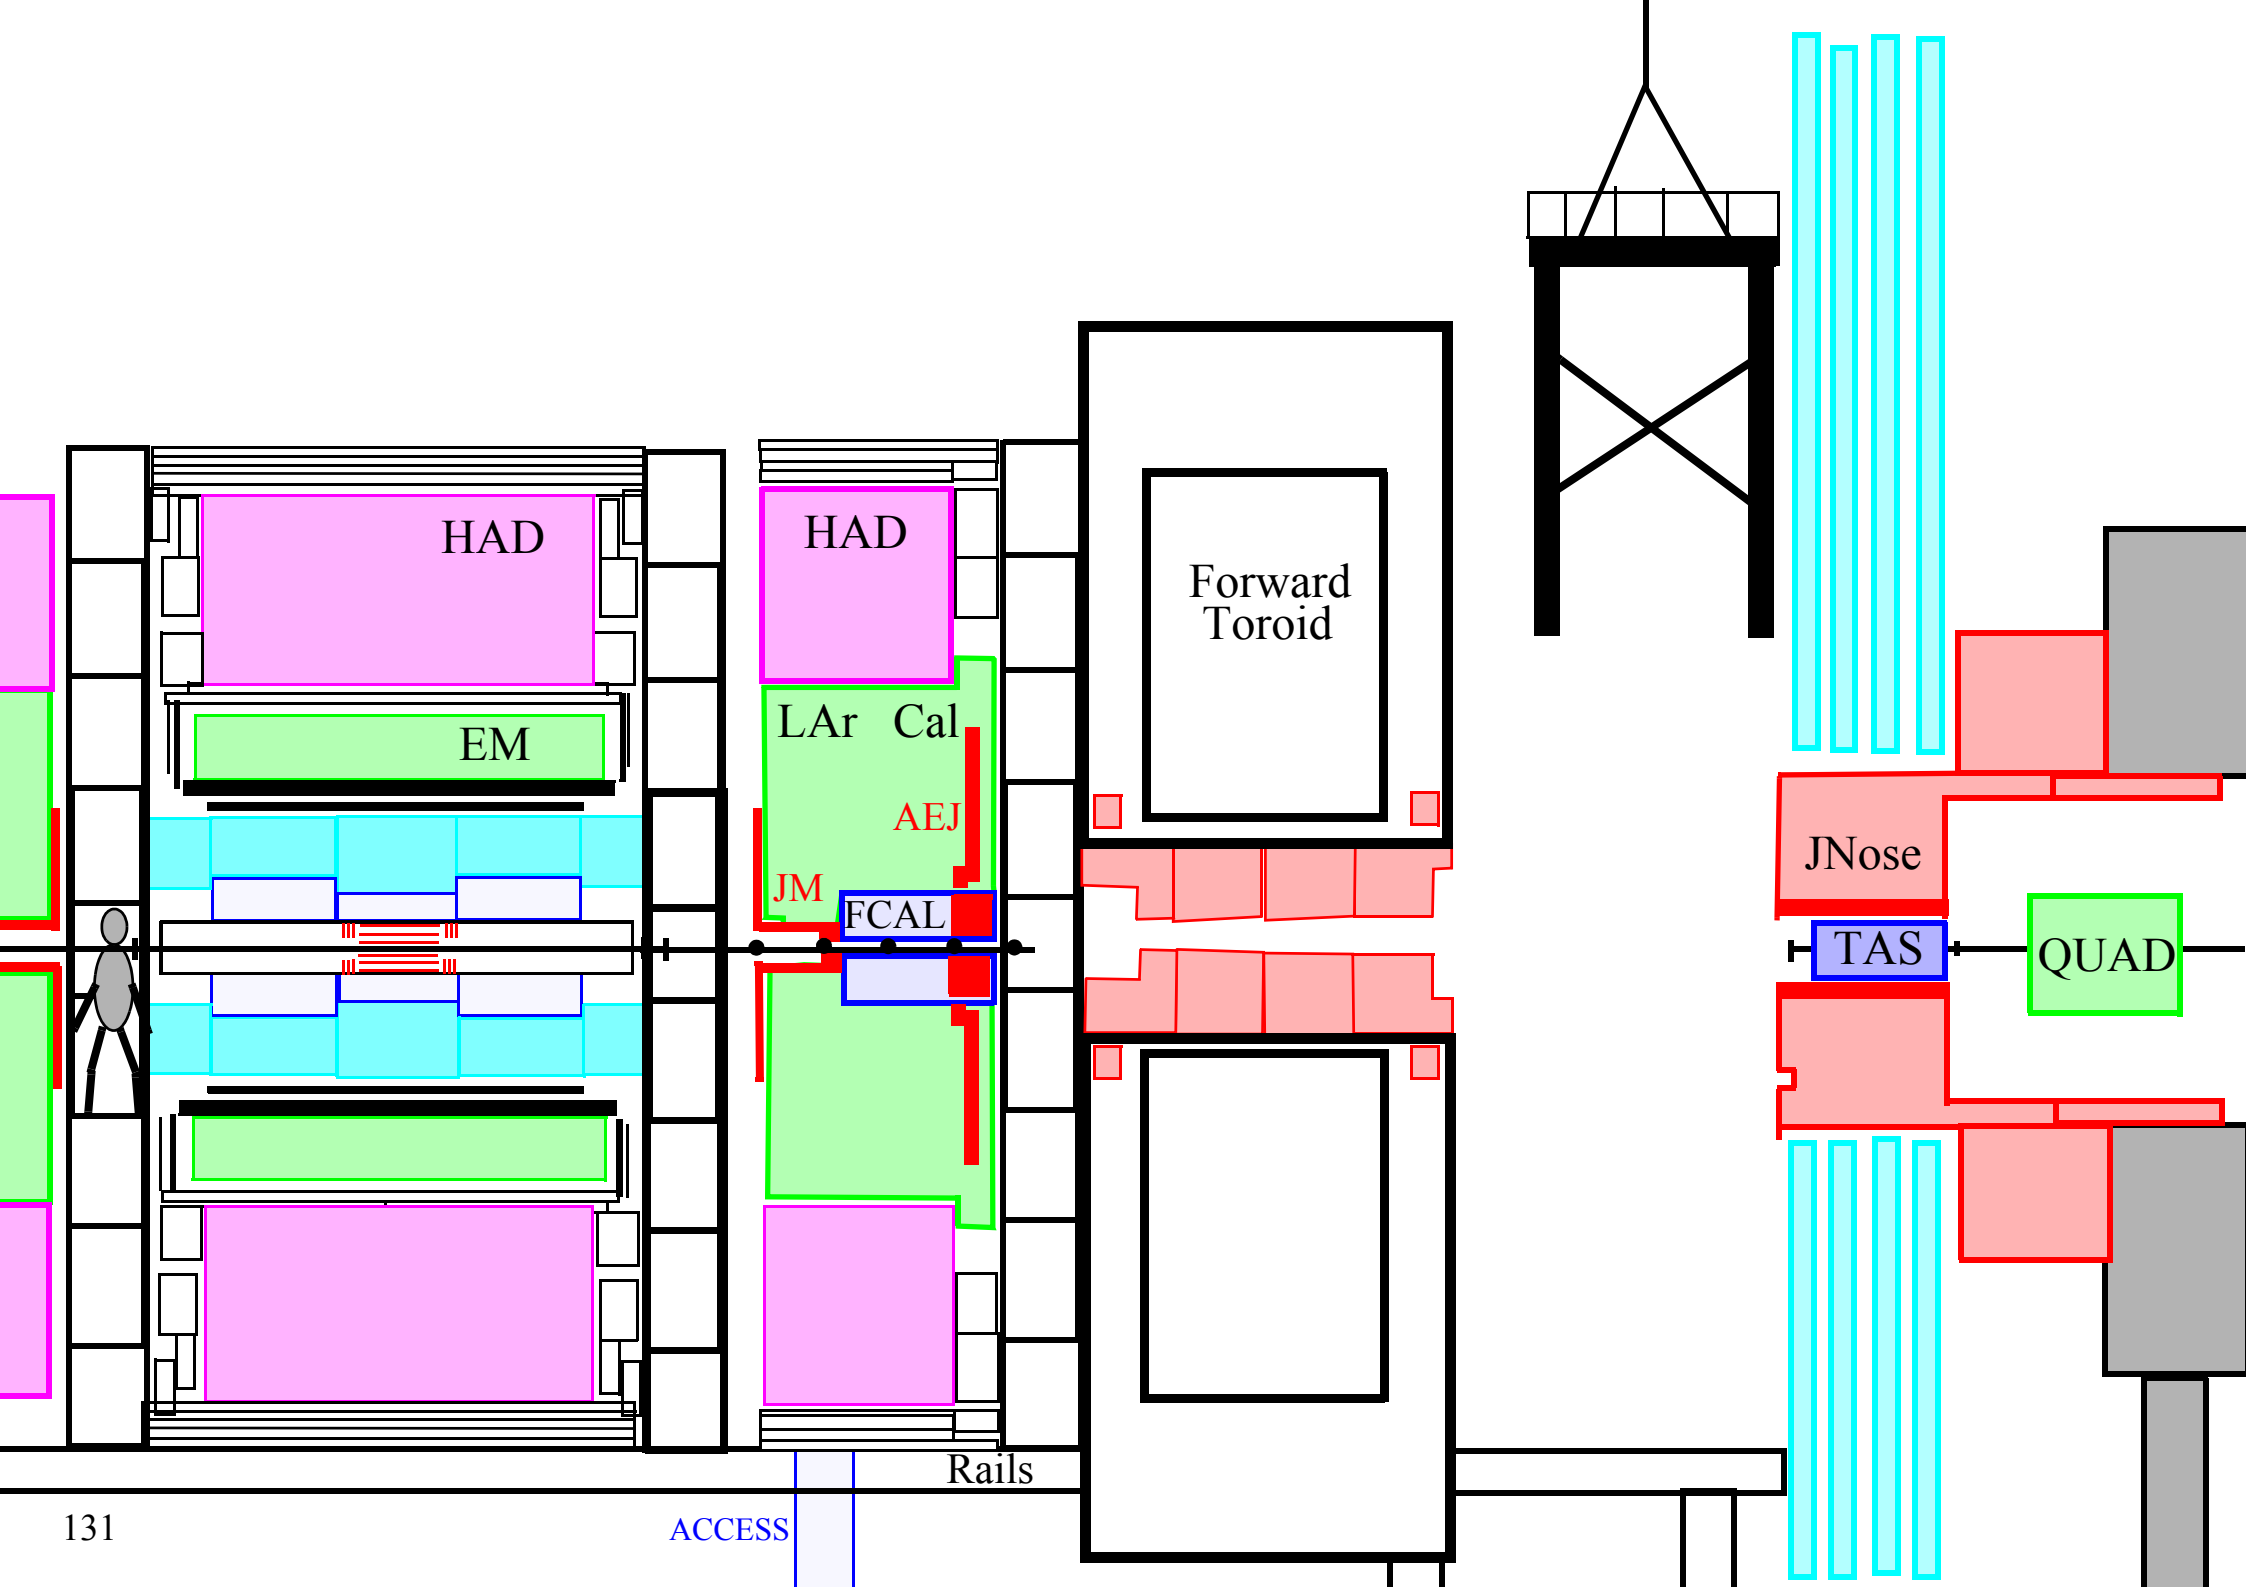 HAD
HAD
Forward
Toroid
LAr Cal
EM
AEJ
JNose
JM
FCAL
TAS
QUAD
Rails
131
ACCESS